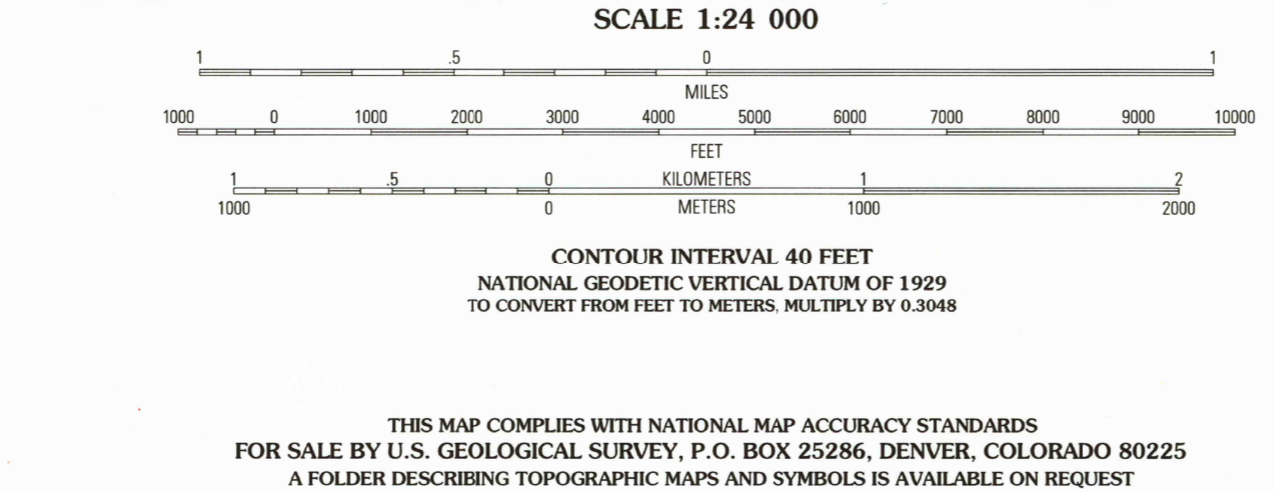 SCALE 1:24 000
1 .5 0 1
MILES
1000 0 1000 2000 3000 4000 5000 6000 7000 8000 9000 10000
FEET
1 .5 0 KILOMETERS 1 2
1000 0 METERS 1000 2000
CONTOUR INTERVAL 40 FEET
NATIONAL GEODETIC VERTICAL DATUM OF 1929
TO CONVERT FROM FEET TO METERS, MULTIPLY BY 0.3048
THIS MAP COMPLIES WITH NATIONAL MAP ACCURACY STANDARDS
FOR SALE BY U.S. GEOLOGICAL SURVEY, P.O. BOX 25286, DENVER, COLORADO 80225
A FOLDER DESCRIBING TOPOGRAPHIC MAPS AND SYMBOLS IS AVAILABLE ON REQUEST